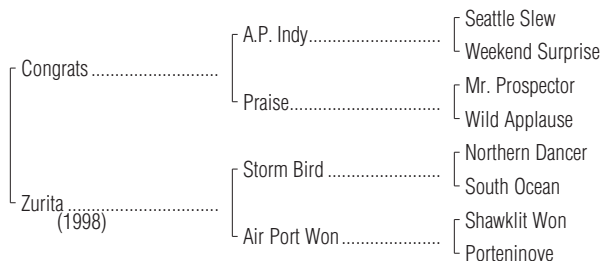 Seattle Slew
A.P. Indy........................................
Weekend Surprise
Congrats ......................................
Mr. Prospector
Praise...........................................
Wild Applause
Northern Dancer
Storm Bird ..................................
South Ocean
Zurita .............................................
(1998)
Shawklit Won
Air Port Won..............................
Porteninove